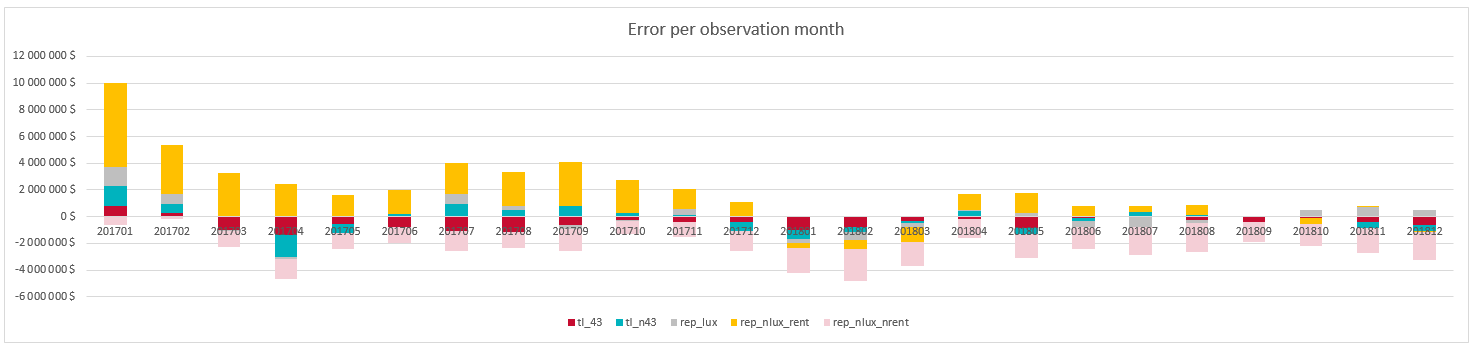 Error per observation month
12 000 000 $
10 000 000 $
8 000 000 $
6 000 000 $
4 000 000 $
2 000 000 $
0 $
-2 000 000 $
-4 000 000 $
-6 000 000 $
201701 201702 201703 201704 201705 201706 201707 201708 201709 201710 201711 201712 201801 201802 201803 201804 201805 201806 201807 201808 201809 201810 201811 201812
tl_43 tl_n43 rep_lux rep_nlux_rent rep_nlux_nrent